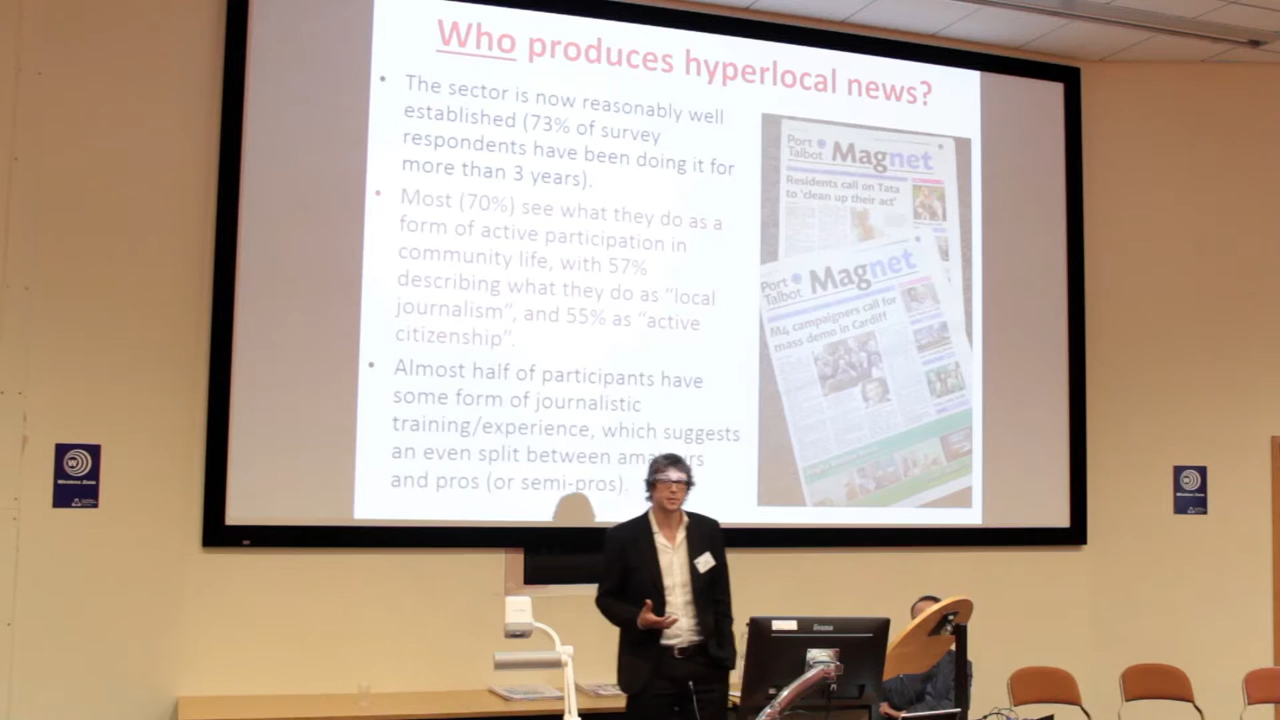 Who produces hyperlocal news?
• The sector is now reasonably well
established (73% of survey
respondents have been doing it for
more than 3 years).
• Most (70%) see what they do as a
form of active participation in
community life, with 57%
describing what they do as “local
journalism”, and 55% as “active
citizenship”.
• Almost half of participants have
some form of journalistic
training/experience, which suggests
an even split between
and pros (or semi-pros).
Port
Talbot
Magnet
Residents call on Tata
to 'clean up their act'
Port
Talbot
Magnet
M4 campaigners call for
mass demo in Cardiff
W
Wireless Zone
Wireless Zone
iiyama